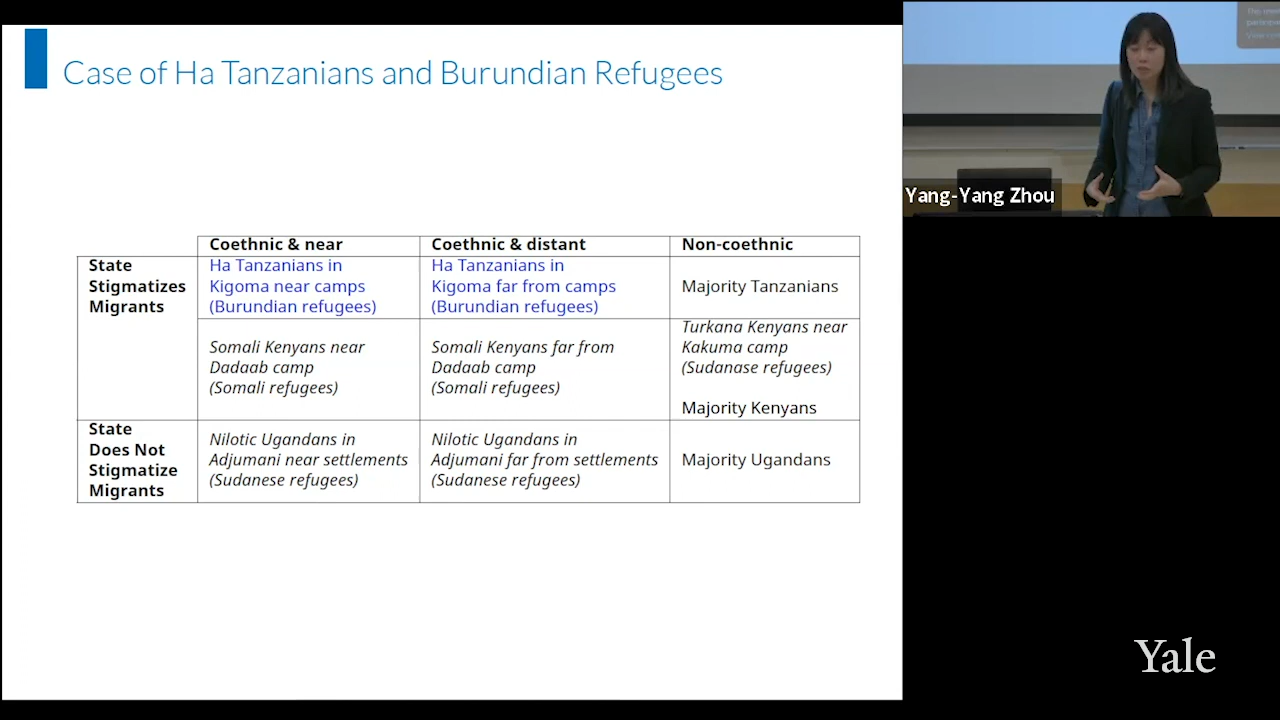 Case of Ha Tanzanians and Burundian Refugees
Yang-Yang Zhou
Coethnic & near
Coethnic & distant
Non-coethnic
State
Stigmatizes
Migrants
Ha Tanzanians in
Kigoma near camps
(Burundian refugees)
Ha Tanzanians in
Kigoma far from camps
(Burundian refugees)
Majority Tanzanians
Somali Kenyans near
Dadaab camp
(Somali refugees)
Somali Kenyans far from
Dadaab camp
(Somali refugees)
Turkana Kenyans near
Kakuma camp
(Sudanase refugees)
Majority Kenyans
State
Does Not
Stigmatize
Migrants
Nilotic Ugandans in
Adjumani near settlements
(Sudanese refugees)
Nilotic Ugandans in
Adjumani far from settlements
(Sudanese refugees)
Majority Ugandans
Yale